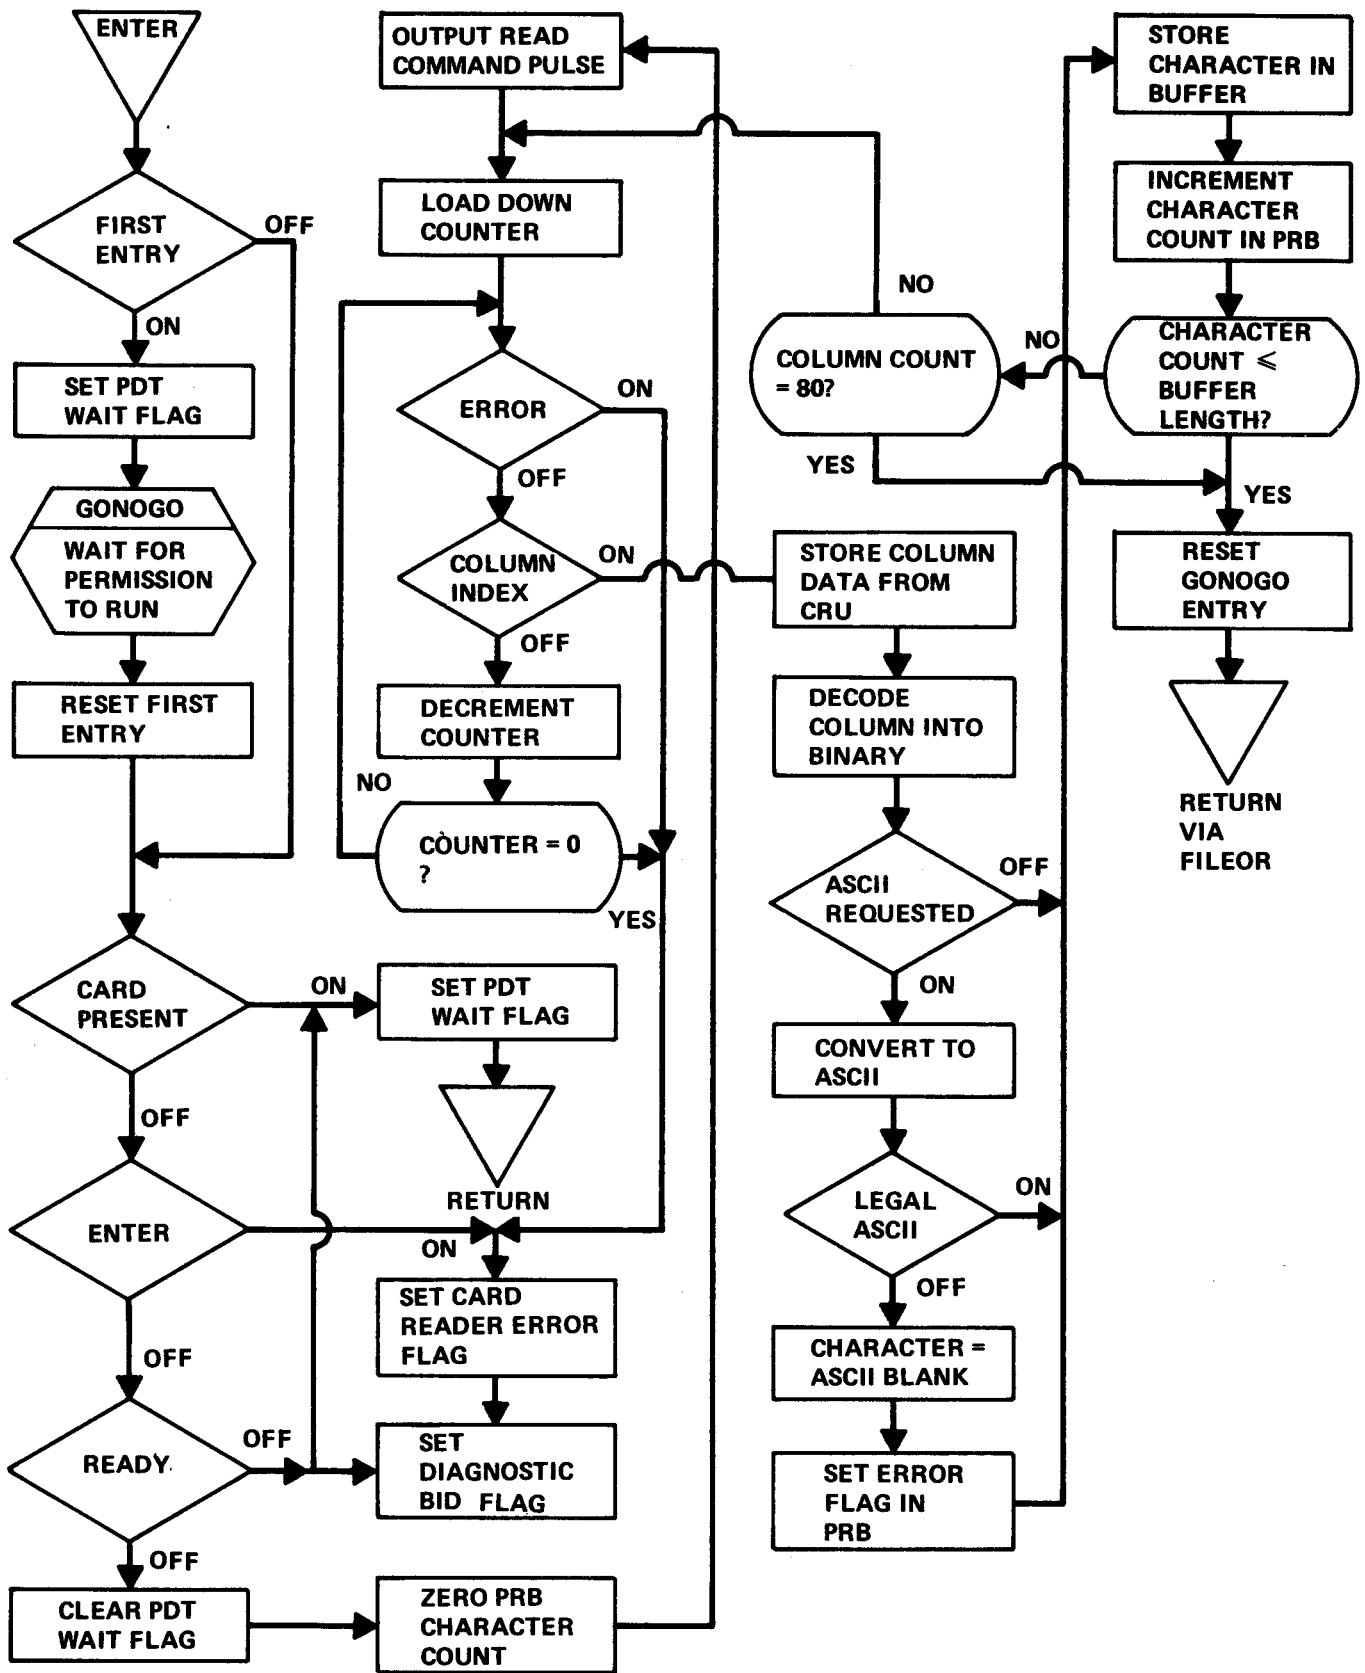 ENTER
FIRST
ENTRY
OFF
ON
SET PDT
WAIT FLAG
GONOGO
WAIT FOR
PERMISSION
TO RUN
RESET FIRST
ENTRY
CARD
PRESENT
ON
OFF
ENTER
ON
OFF
READY
OFF
OFF
CLEAR PDT
WAIT FLAG
OUTPUT READ
COMMAND PULSE
LOAD DOWN
COUNTER
ERROR
ON
OFF
COLUMN
INDEX
ON
OFF
DECREMENT
COUNTER
NO
COUNTER = 0
?
YES
SET PDT
WAIT FLAG
RETURN
SET CARD
READER ERROR
FLAG
SET
DIAGNOSTIC
BID FLAG
ZERO PRB
CHARACTER
COUNT
NO
COLUMN COUNT
= 80?
YES
STORE COLUMN
DATA FROM
CRU
DECODE
COLUMN INTO
BINARY
ASCII
REQUESTED
OFF
ON
CONVERT TO
ASCII
LEGAL
ASCII
ON
OFF
CHARACTER =
ASCII BLANK
SET ERROR
FLAG IN
PRB
STORE
CHARACTER IN
BUFFER
INCREMENT
CHARACTER
COUNT IN PRB
NO
CHARACTER
COUNT ⩽
BUFFER
LENGTH?
YES
RESET
GONOGO
ENTRY
RETURN
VIA
FILEOR